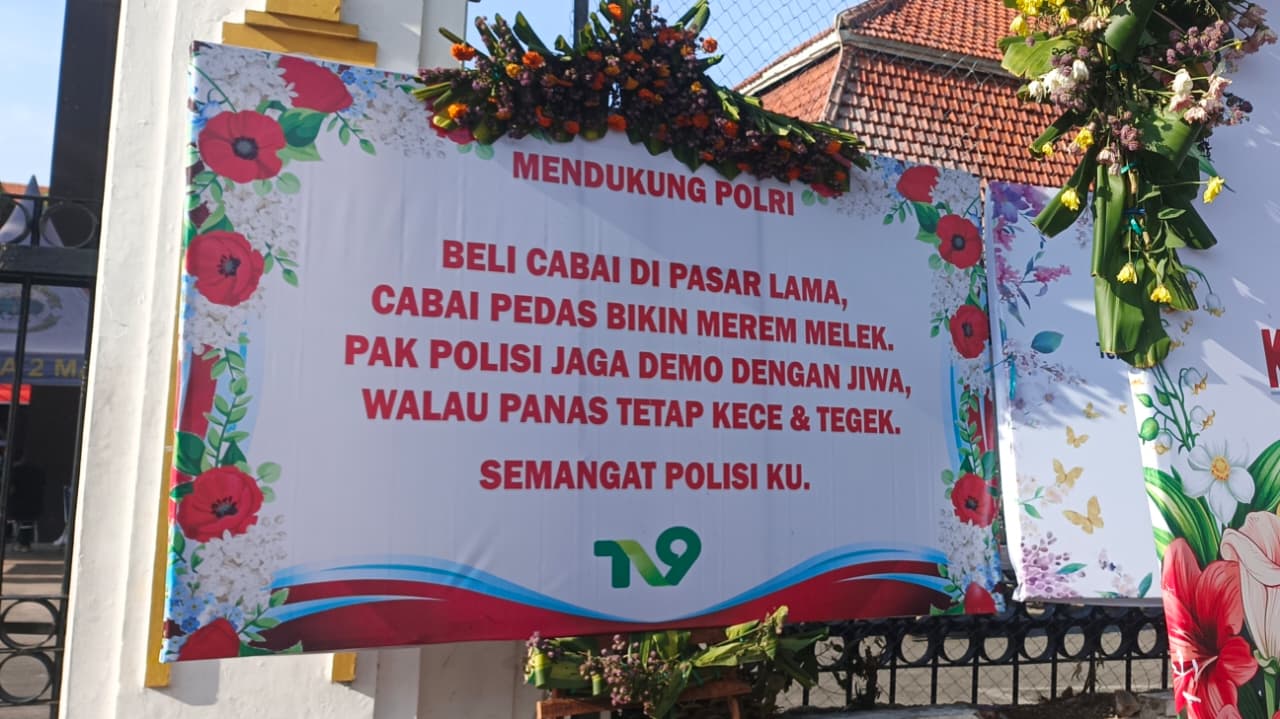 MENDUKUNG POLRI
BELI CABAI DI PASAR LAMA,
CABAI PEDAS BIKIN MEREM MELEK.
PAK POLISI JAGA DEMO DENGAN JIWA,
WALAU PANAS TETAP KECE & TEGEK.
SEMANGAT POLISI KU.
TV9